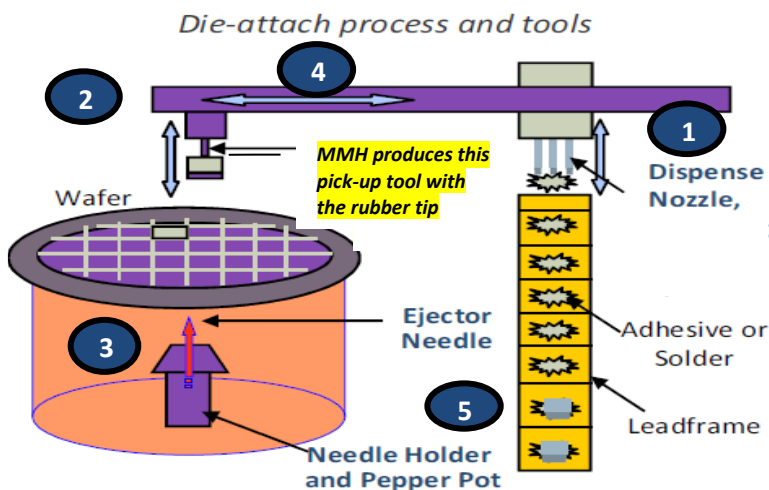 Die-attach process and tools
4
2
1
MMH produces this
pick-up tool with
the rubber tip
Dispense
Nozzle,
Wafer
Ejector
Needle
3
Adhesive or
Solder
5
Leadframe
Needle Holder
and Pepper Pot